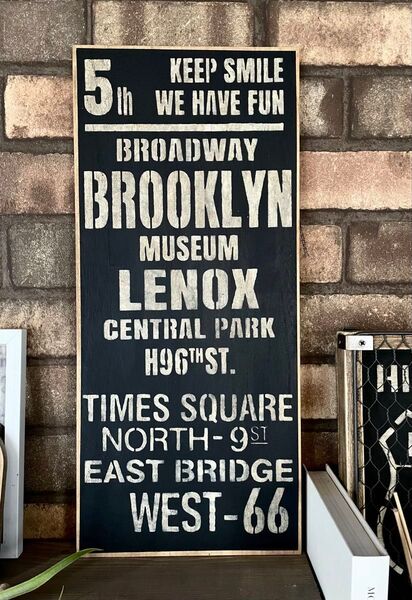 5th KEEP SMILE
WE HAVE FUN
BROADWAY
BROOKLYN
MUSEUM
LENOX
CENTRAL PARK
H96TH ST.
TIMES SQUARE
NORTH-9ST
EAST BRIDGE
WEST-66